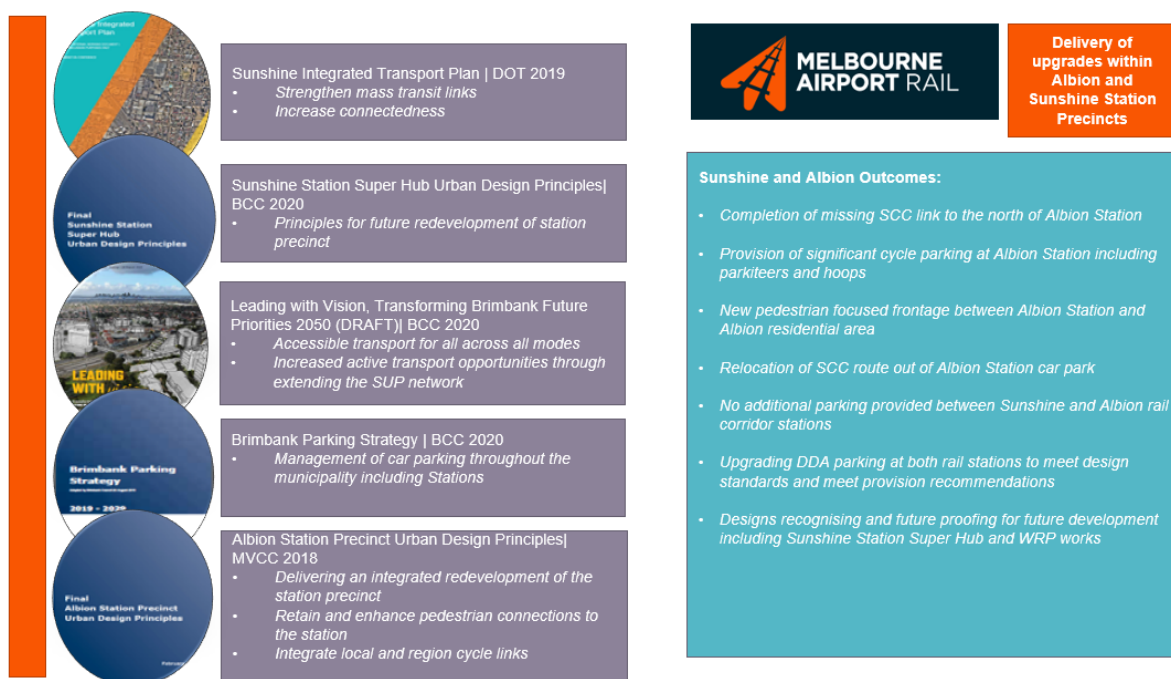 Integrated
port Plan
Sunshine Integrated Transport Plan | DOT 2019
• Strengthen mass transit links
• Increase connectedness
Final
Sunshine Station
Super Hub
Urban Design Principles
Sunshine Station Super Hub Urban Design Principles|
BCC 2020
• Principles for future redevelopment of station
precinct
LEADING
WITH
Leading with Vision, Transforming Brimbank Future
Priorities 2050 (DRAFT)| BCC 2020
• Accessible transport for all across all modes
• Increased active transport opportunities through
extending the SUP network
Brimbank Parking
Strategy
2019 - 2029
Brimbank Parking Strategy | BCC 2020
• Management of car parking throughout the
municipality including Stations
Final
Albion Station Precinct
Urban Design Principles
February
Albion Station Precinct Urban Design Principles|
MVCC 2018
• Delivering an integrated redevelopment of the
station precinct
• Retain and enhance pedestrian connections to
the station
• Integrate local and region cycle links
MELBOURNE
AIRPORT RAIL
Delivery of
upgrades within
Albion and
Sunshine Station
Precincts
Sunshine and Albion Outcomes:
• Completion of missing SCC link to the north of Albion Station
• Provision of significant cycle parking at Albion Station including
parkiteers and hoops
• New pedestrian focused frontage between Albion Station and
Albion residential area
• Relocation of SCC route out of Albion Station car park
• No additional parking provided between Sunshine and Albion rail
corridor stations
• Upgrading DDA parking at both rail stations to meet design
standards and meet provision recommendations
• Designs recognising and future proofing for future development
including Sunshine Station Super Hub and WRP works